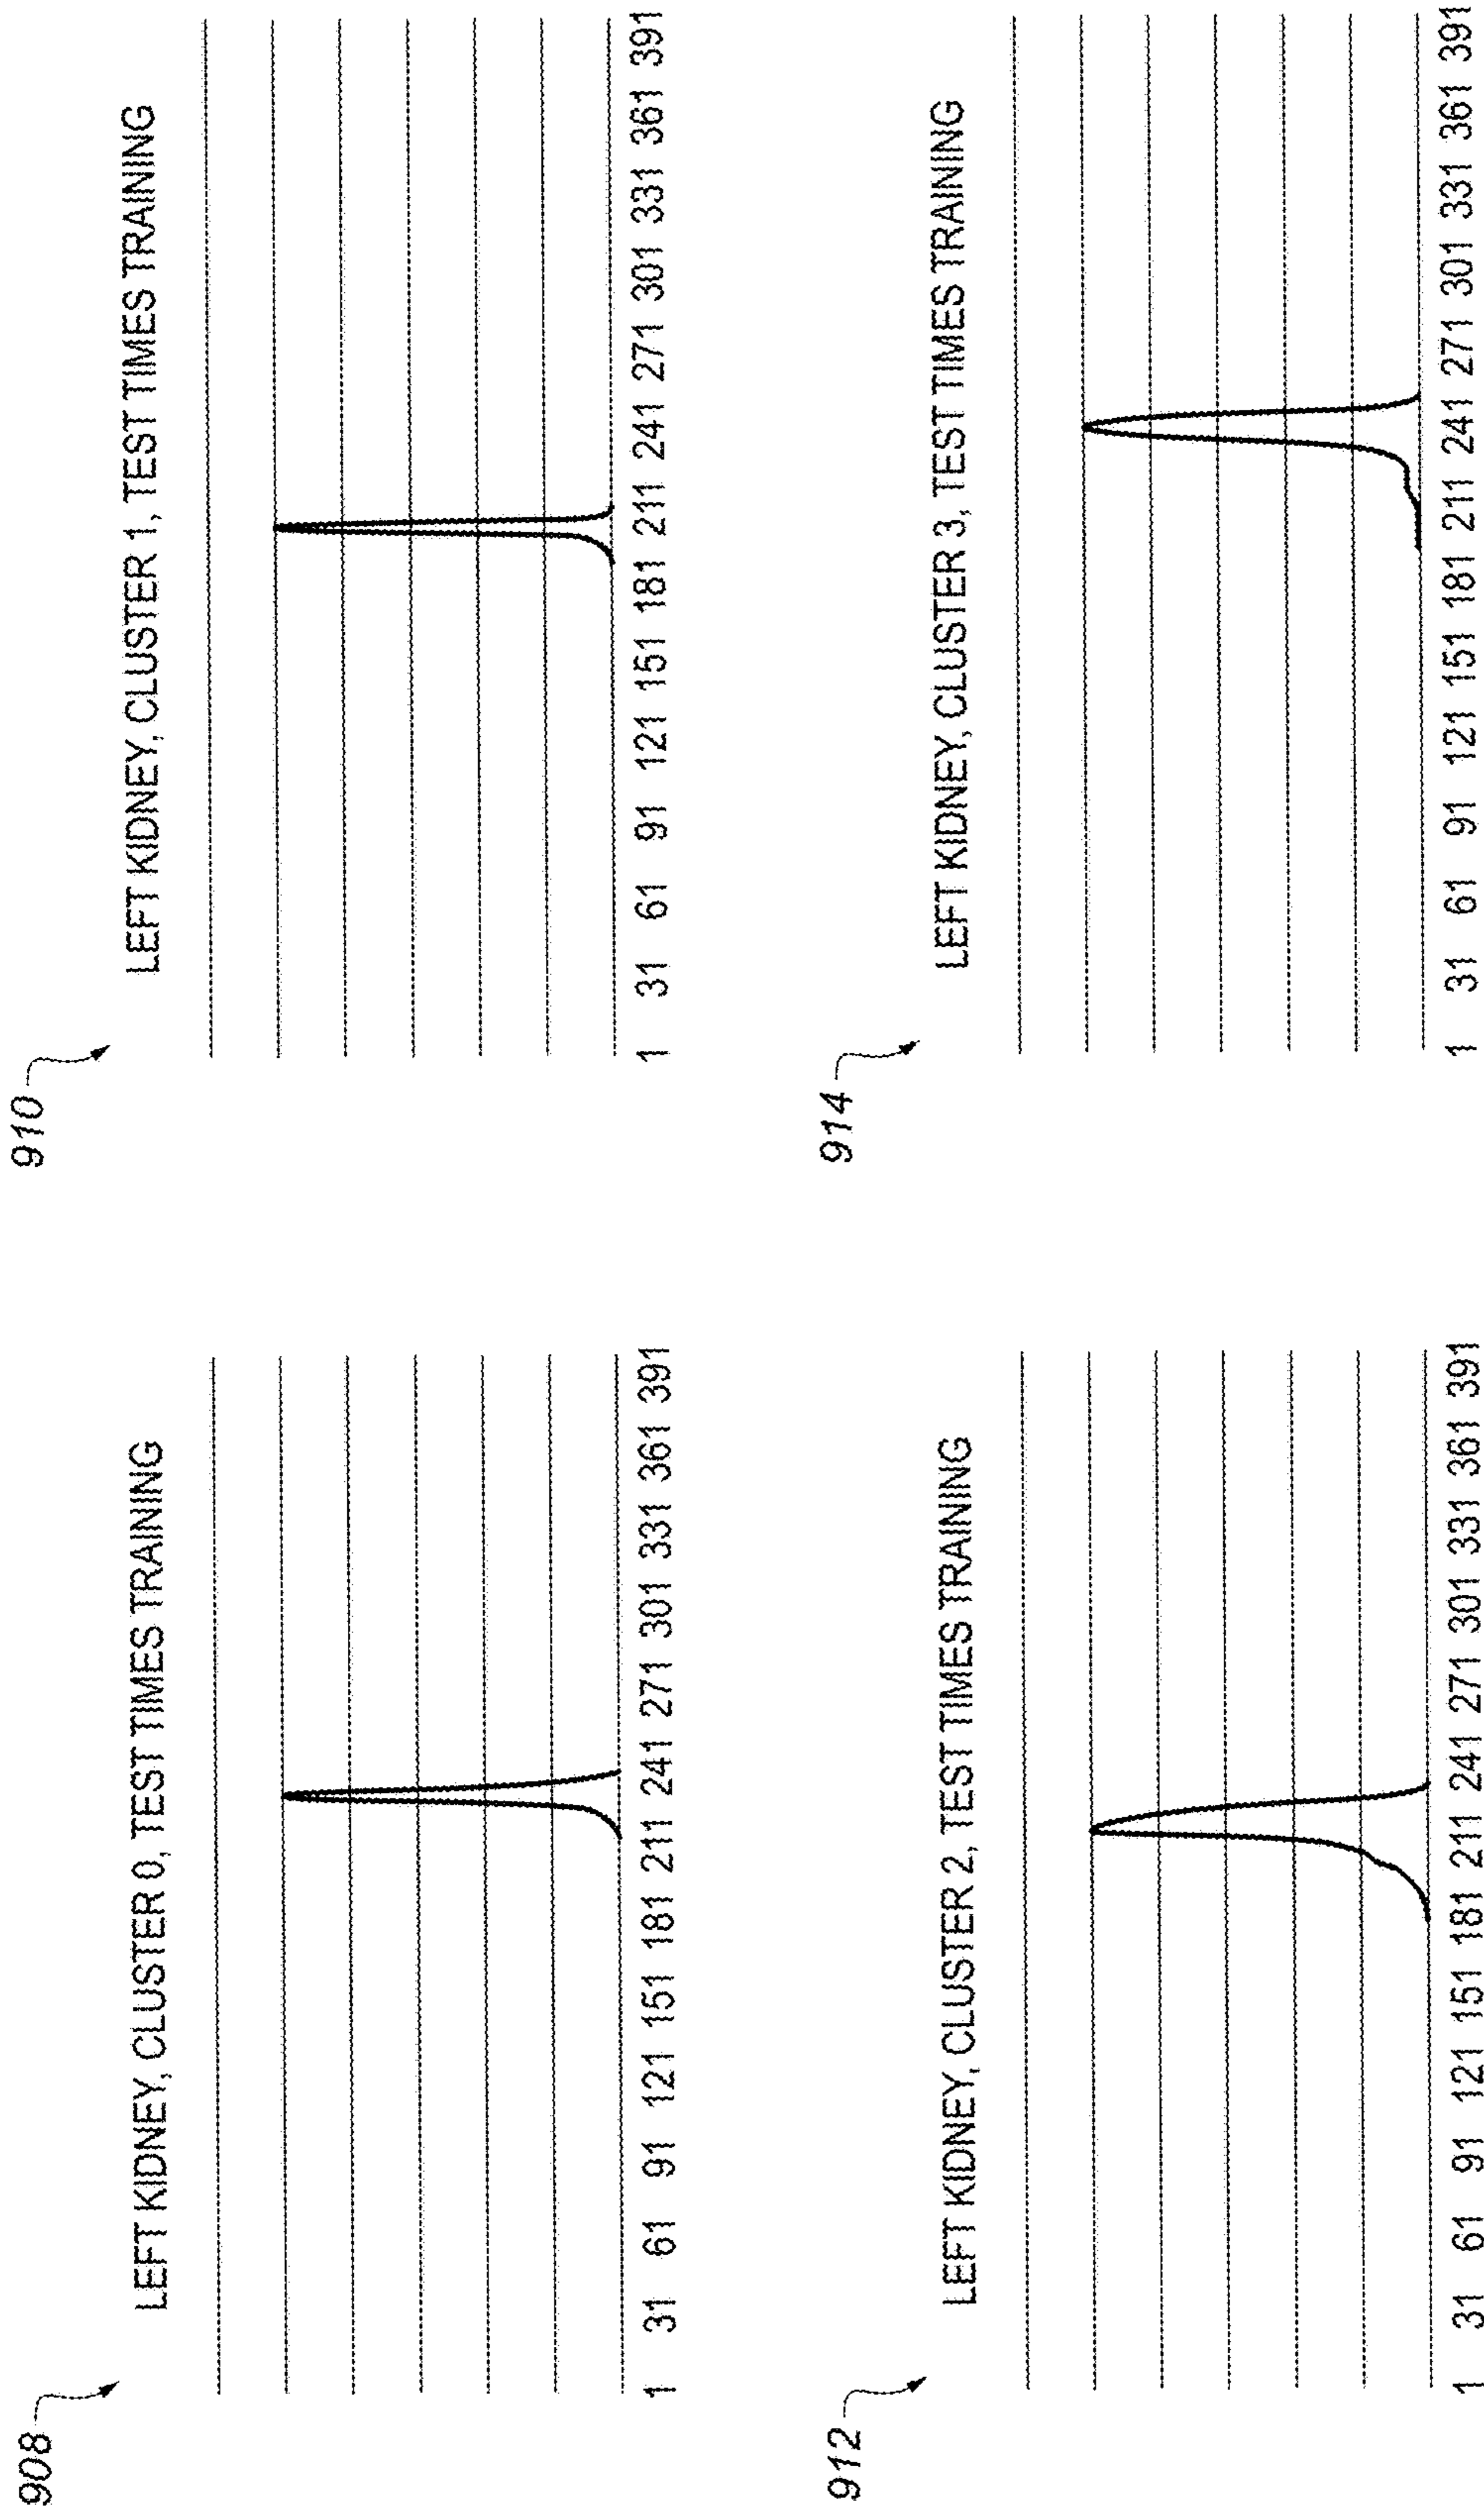 908
LEFT KIDNEY, CLUSTER 0, TEST TIMES TRAINING
1 31 61 91 121 151 181 211 241 271 301 331 361 391
910
LEFT KIDNEY, CLUSTER 1, TEST TIMES TRAINING
1 31 61 91 121 151 181 211 241 271 301 331 361 391
912
LEFT KIDNEY, CLUSTER 2, TEST TIMES TRAINING
1 31 61 91 121 151 181 211 241 271 301 331 361 391
914
LEFT KIDNEY, CLUSTER 3, TEST TIMES TRAINING
1 31 61 91 121 151 181 211 241 271 301 331 361 391